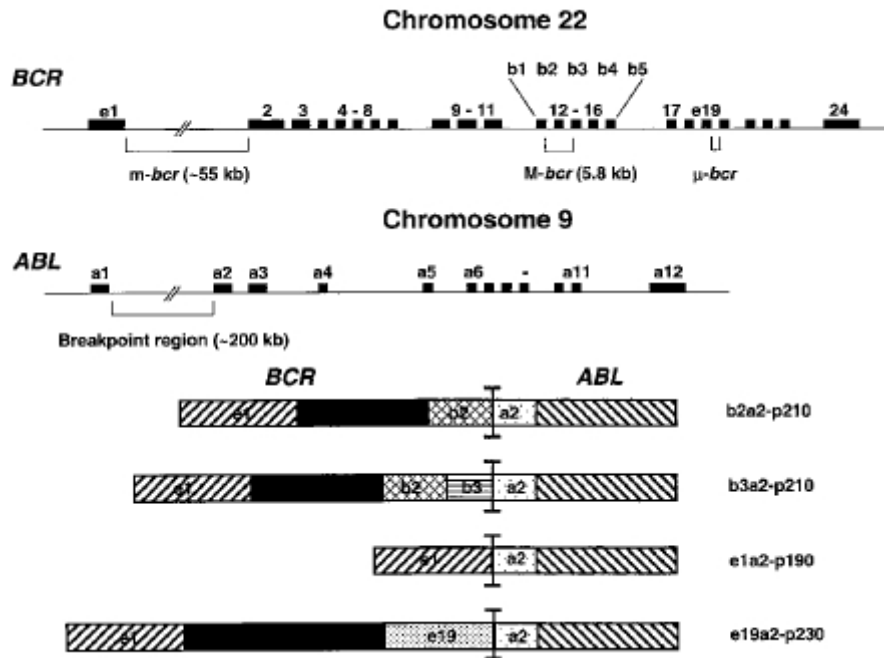 Chromosome 22
b1 b2 b3 b4 b5
BCR
e1 2 3 4 - 8 9 - 11 12 - 16 17 e19 24
m-bcr (~55 kb) M-bcr (5.8 kb) μ-bcr
Chromosome 9
ABL
a1 a2 a3 a4 a5 a6 - a11 a12
Breakpoint region (~200 kb)
BCR ABL
e1 b2 a2 b2a2-p210
e1 b2 b3 a2 b3a2-p210
e1 a2 e1a2-p190
e1 e19 a2 e19a2-p230